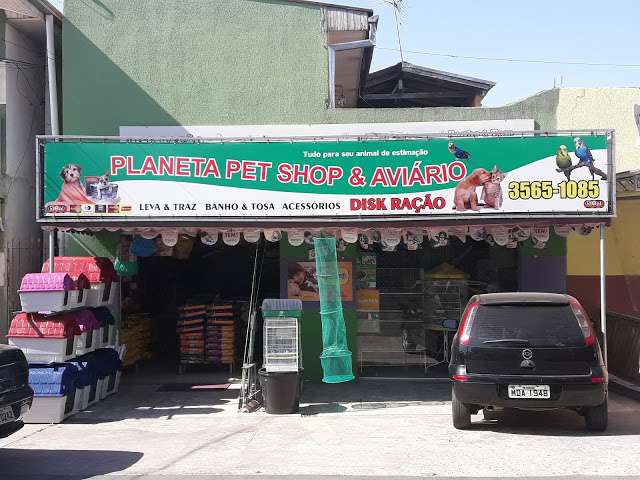 Tudo para seu animal de estimação
PLANETA PET SHOP & AVIÁRIO
3565-1085
LEVA & TRAZ BANHO & TOSA ACESSÓRIOS DISK RAÇÃO
MDA 1948